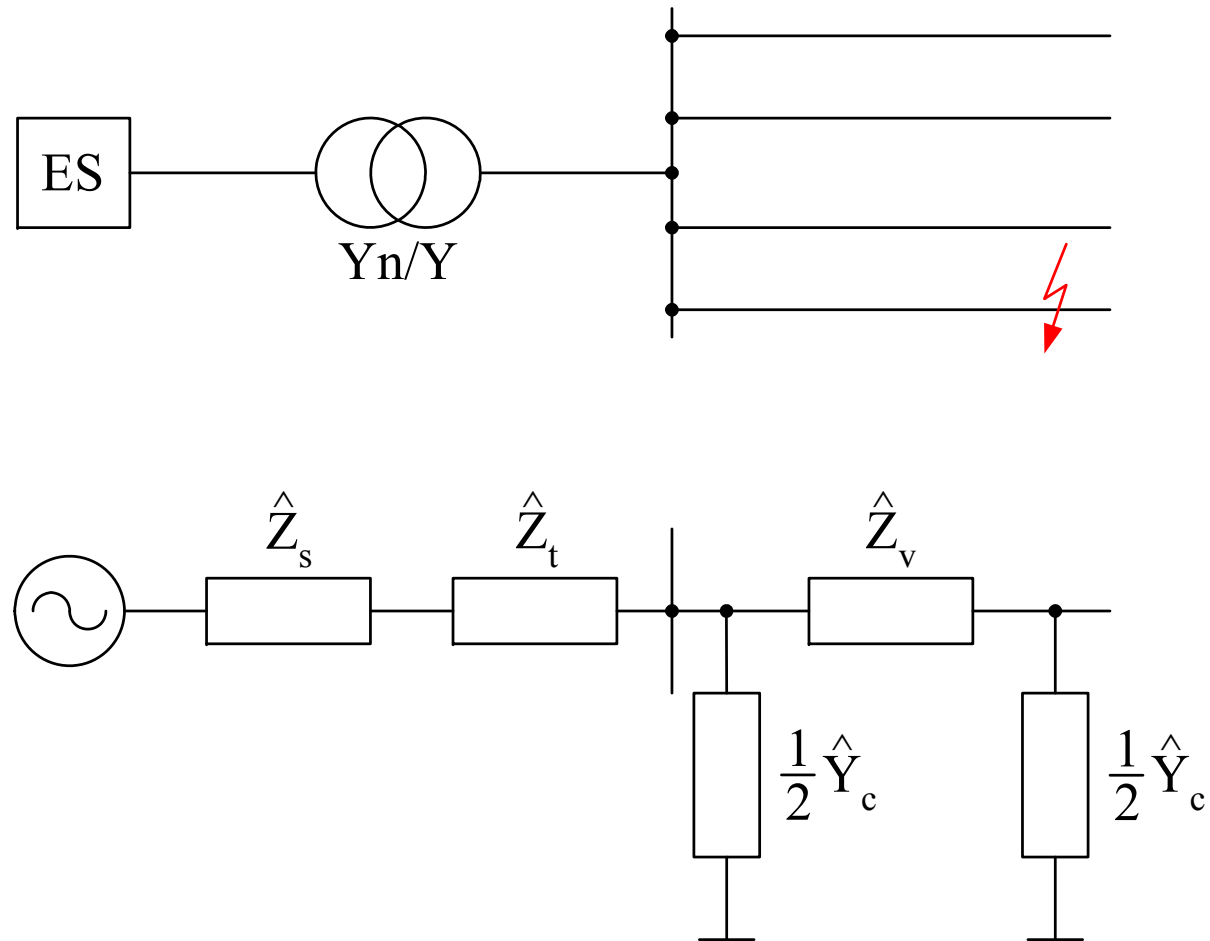 ES
Yn/Y
Ẑs
Ẑt
Ẑv
1/2 Ŷc
1/2 Ŷc